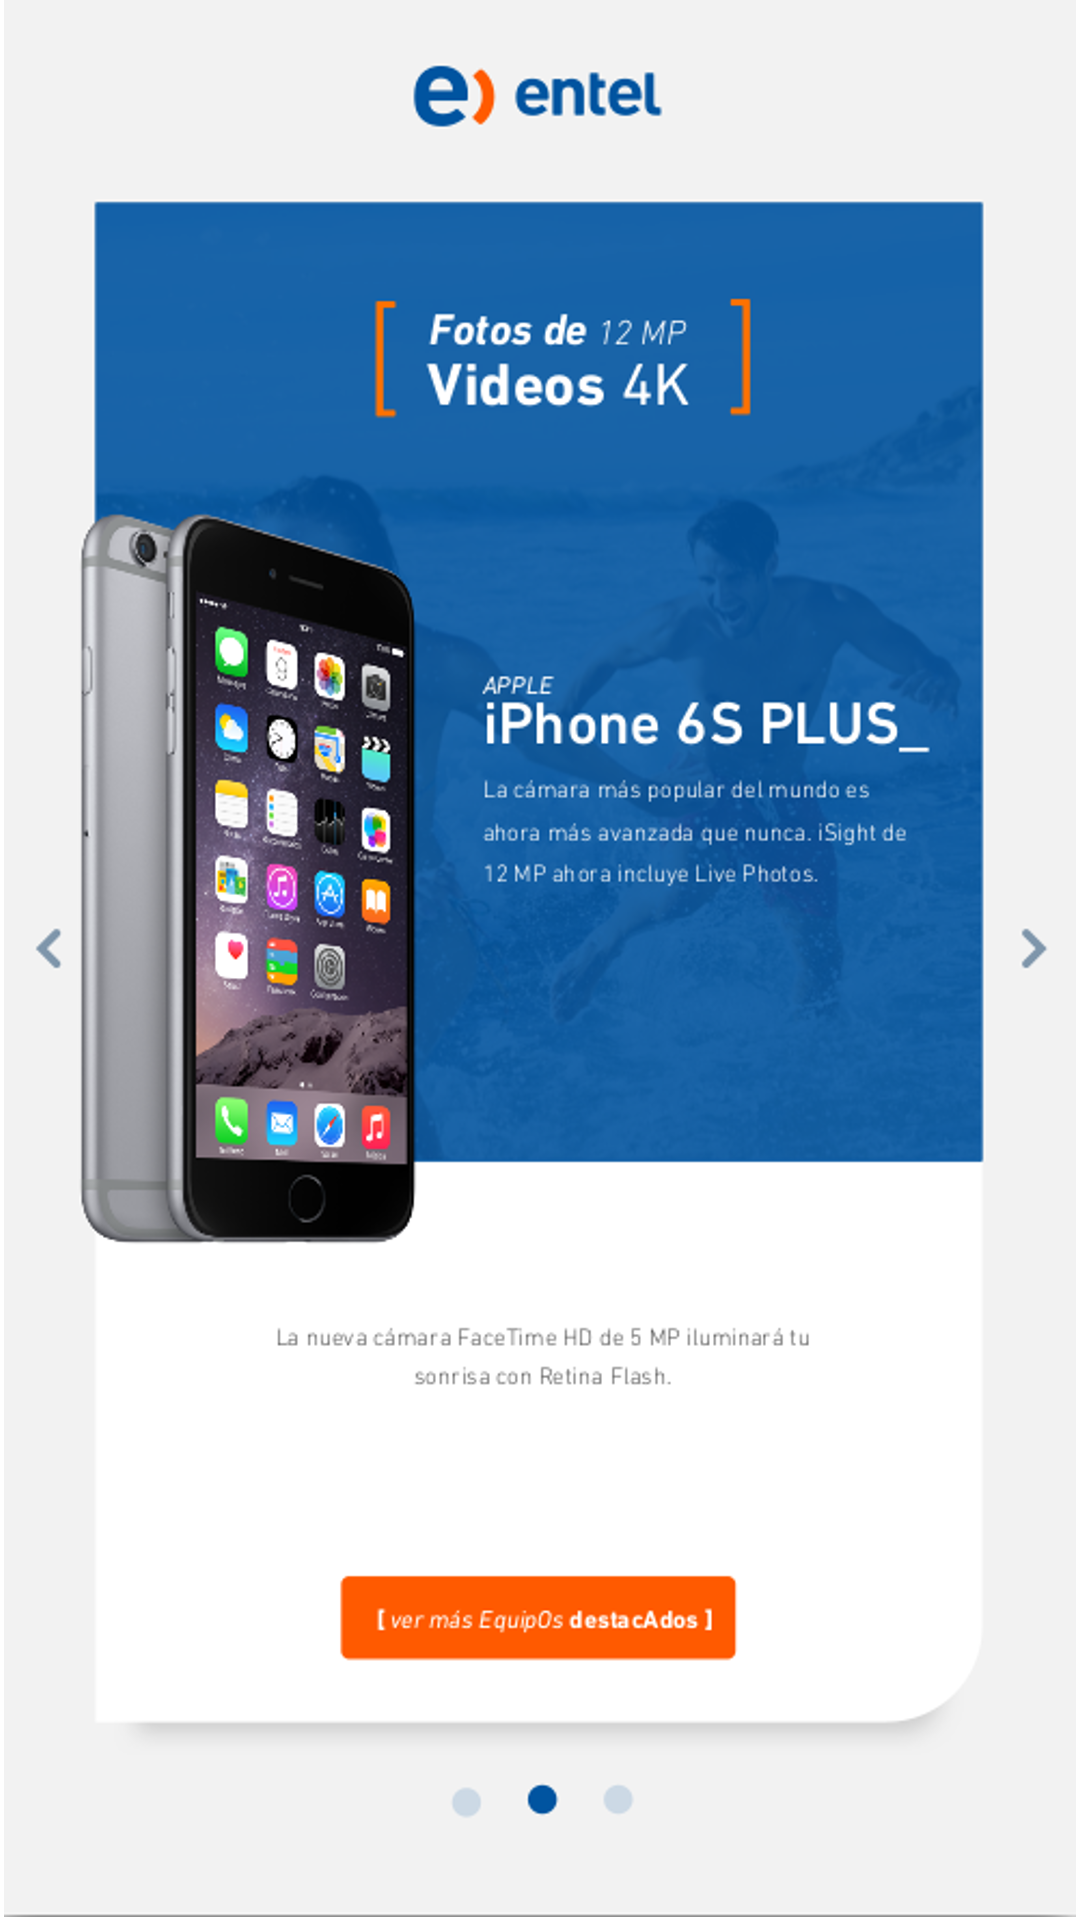 e) entel
Fotos de 12 MP
Videos 4K
APPLE
iPhone 6S PLUS_
La cámara más popular del mundo es
ahora más avanzada que nunca. iSight de
12 MP ahora incluye Live Photos.
La nueva cámara FaceTime HD de 5 MP iluminará tu
sonrisa con Retina Flash.
[ ver más EquipOs destacAdos ]